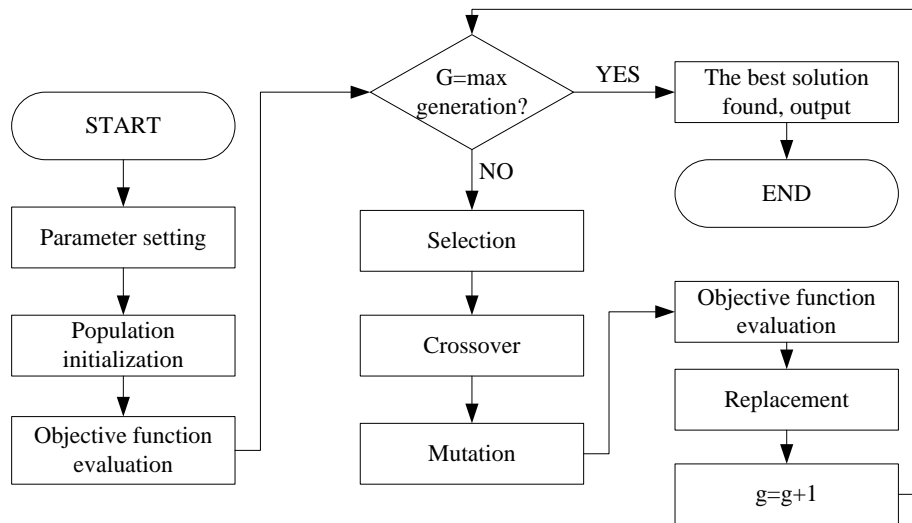 START
Parameter setting
Population
initialization
Objective function
evaluation
G=max
generation?
YES
NO
Selection
Crossover
Mutation
The best solution
found, output
END
Objective function
evaluation
Replacement
g=g+1